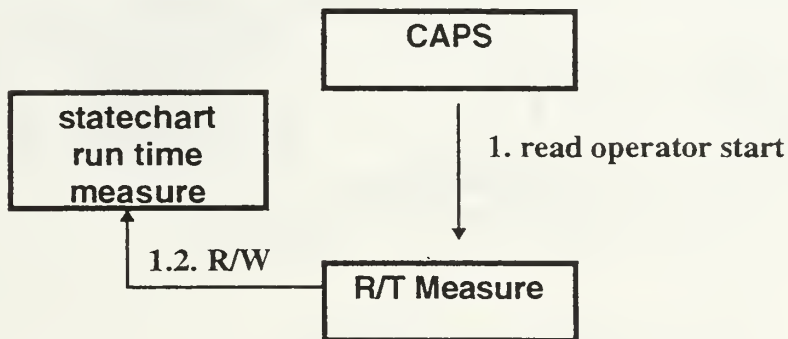 CAPS
statechart
run time
measure
1. read operator start
1.2. R/W
R/T Measure